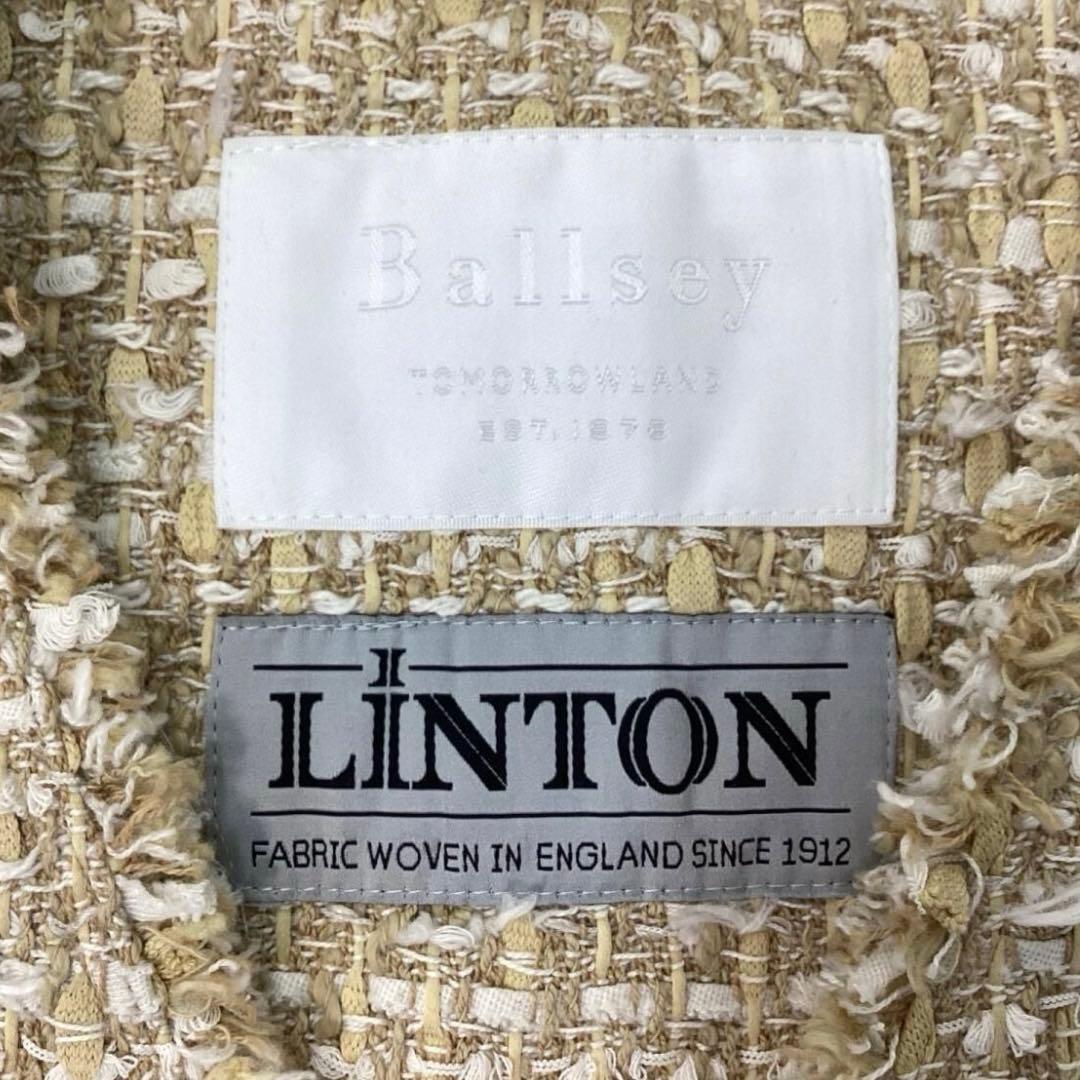 Ballsey
TOMORROWLAND
EST. 1978
LINTON
FABRIC WOVEN IN ENGLAND SINCE 1912